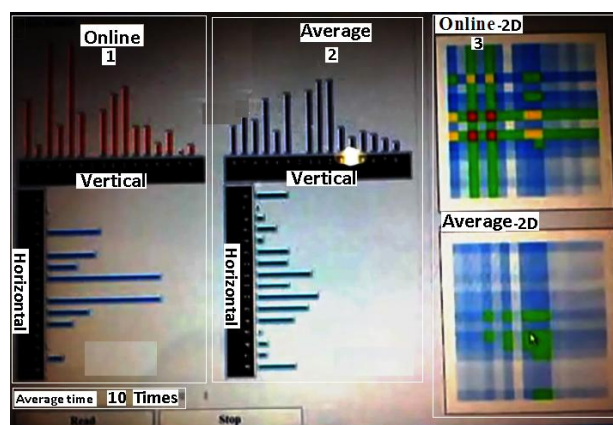 Online
1
Vertical
Horizontal
Average
2
Vertical
Horizontal
Online-2D
3
Average-2D
Average time 10 Times
Read
Stop